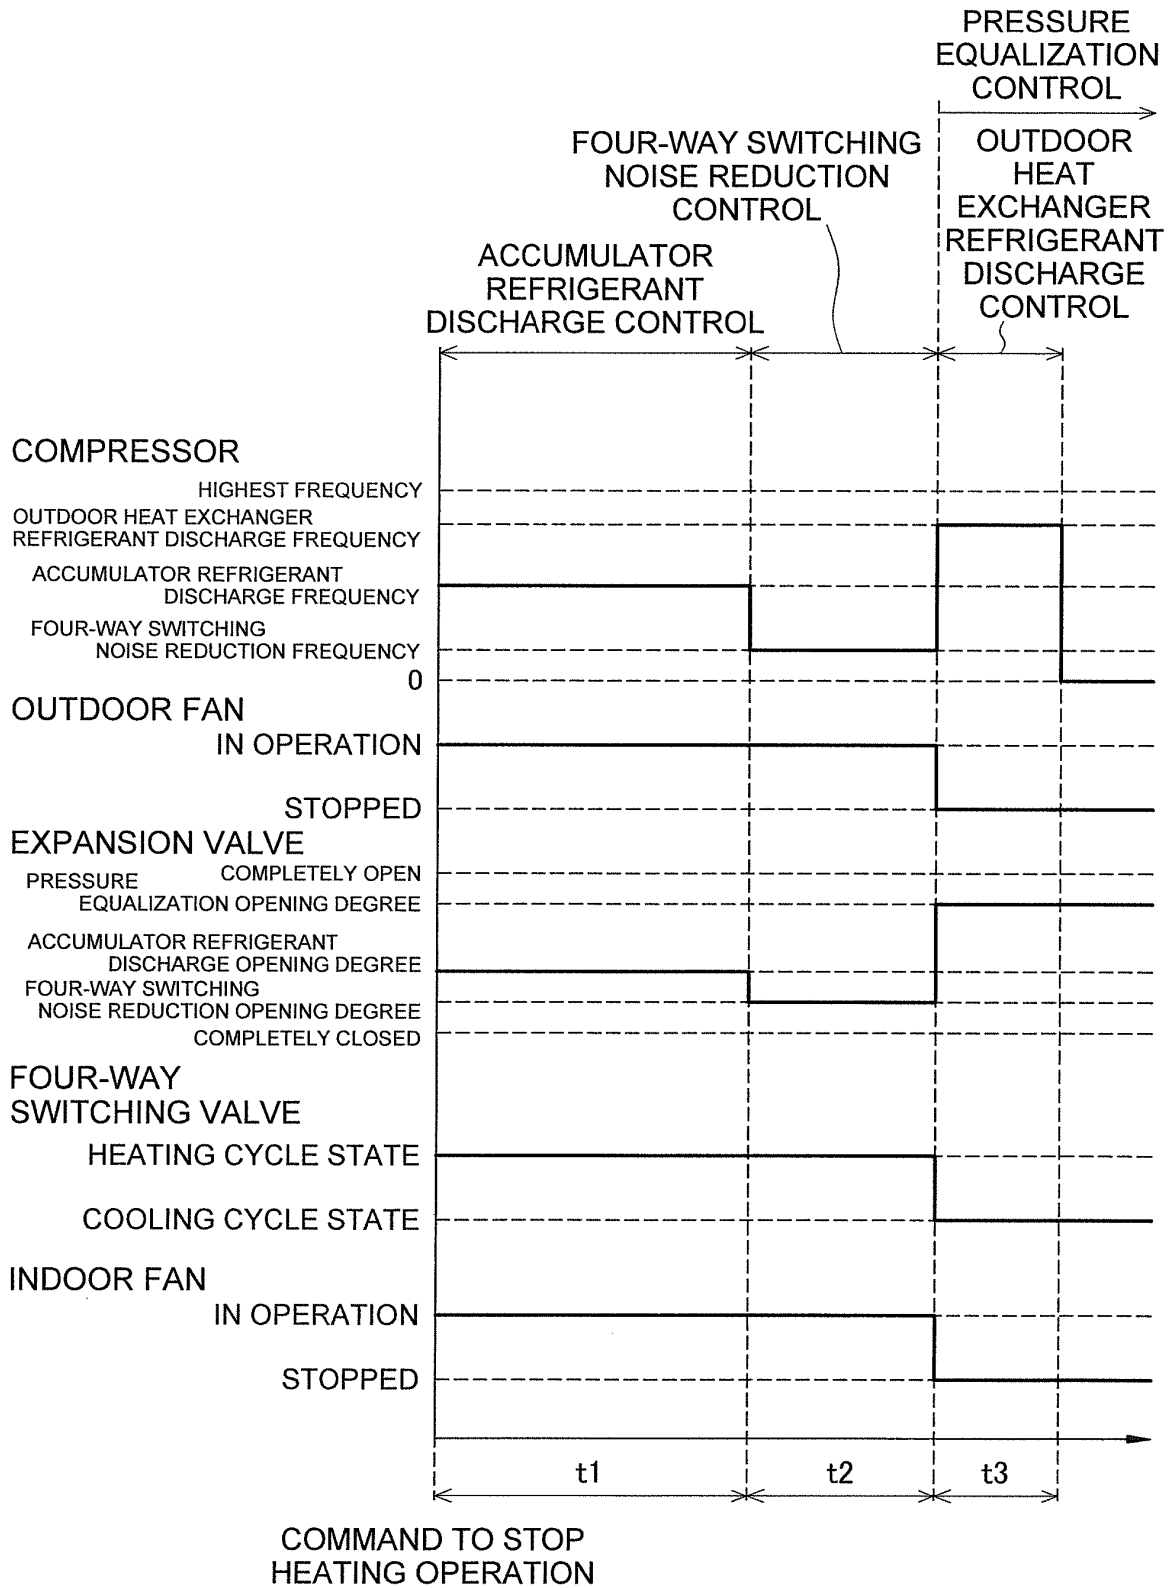 PRESSURE
EQUALIZATION
CONTROL
FOUR-WAY SWITCHING
NOISE REDUCTION
CONTROL
OUTDOOR
HEAT
EXCHANGER
REFRIGERANT
DISCHARGE
CONTROL
ACCUMULATOR
REFRIGERANT
DISCHARGE CONTROL
COMPRESSOR
HIGHEST FREQUENCY
OUTDOOR HEAT EXCHANGER
REFRIGERANT DISCHARGE FREQUENCY
ACCUMULATOR REFRIGERANT
DISCHARGE FREQUENCY
FOUR-WAY SWITCHING
NOISE REDUCTION FREQUENCY
0
OUTDOOR FAN
IN OPERATION
STOPPED
EXPANSION VALVE
COMPLETELY OPEN
PRESSURE
EQUALIZATION OPENING DEGREE
ACCUMULATOR REFRIGERANT
DISCHARGE OPENING DEGREE
FOUR-WAY SWITCHING
NOISE REDUCTION OPENING DEGREE
COMPLETELY CLOSED
FOUR-WAY
SWITCHING VALVE
HEATING CYCLE STATE
COOLING CYCLE STATE
INDOOR FAN
IN OPERATION
STOPPED
t1 t2 t3
COMMAND TO STOP
HEATING OPERATION